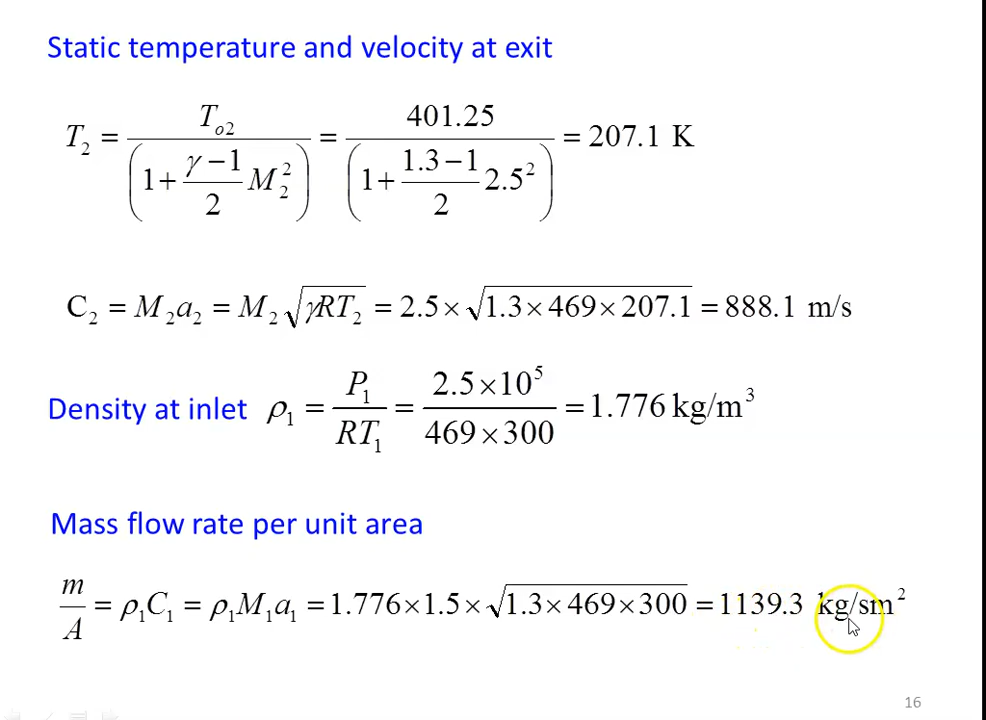 Static temperature and velocity at exit
T₂ = Tₒ₂ / (1 + (γ − 1)/2 M₂²) = 401.25 / (1 + (1.3 − 1)/2 2.5²) = 207.1 K
C₂ = M₂a₂ = M₂√(γRT₂) = 2.5 × √(1.3 × 469 × 207.1) = 888.1 m/s
Density at inlet ρ₁ = P₁ / RT₁ = 2.5 × 10⁵ / 469 × 300 = 1.776 kg/m³
Mass flow rate per unit area
m / A = ρ₁C₁ = ρ₁M₁a₁ = 1.776 × 1.5 × √(1.3 × 469 × 300) = 1139.3 kg/sm²
16